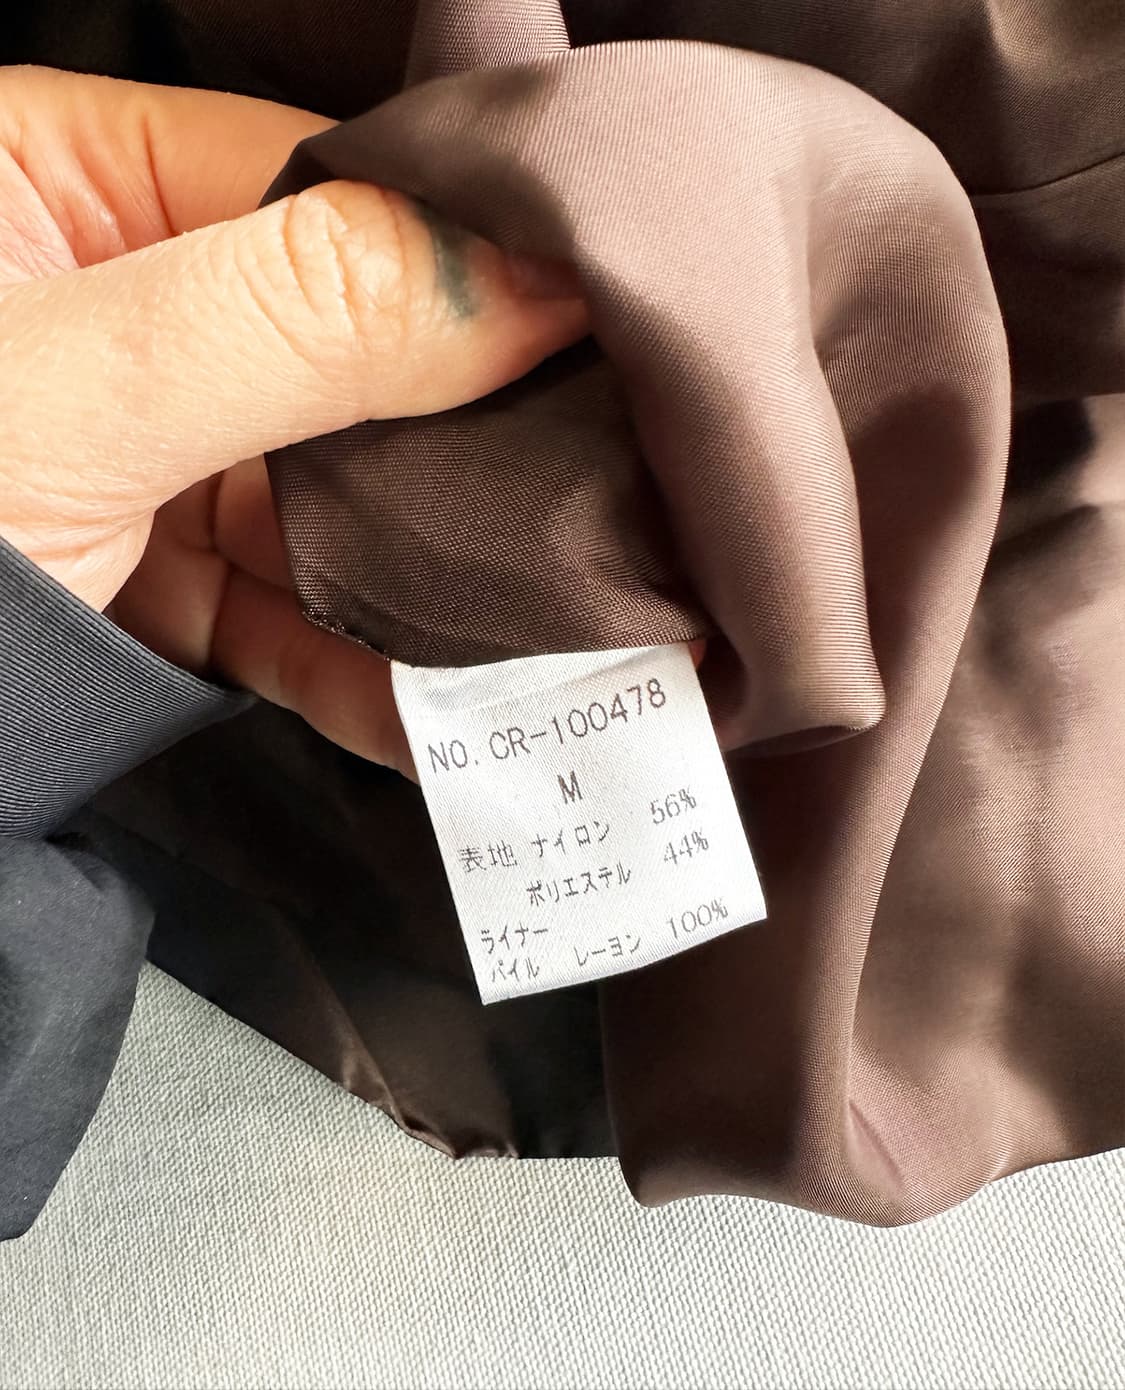 NO. CR-100478
M
表地 ナイロン 56%
ポリエステル 44%
ライナー
パイル レーヨン 100%